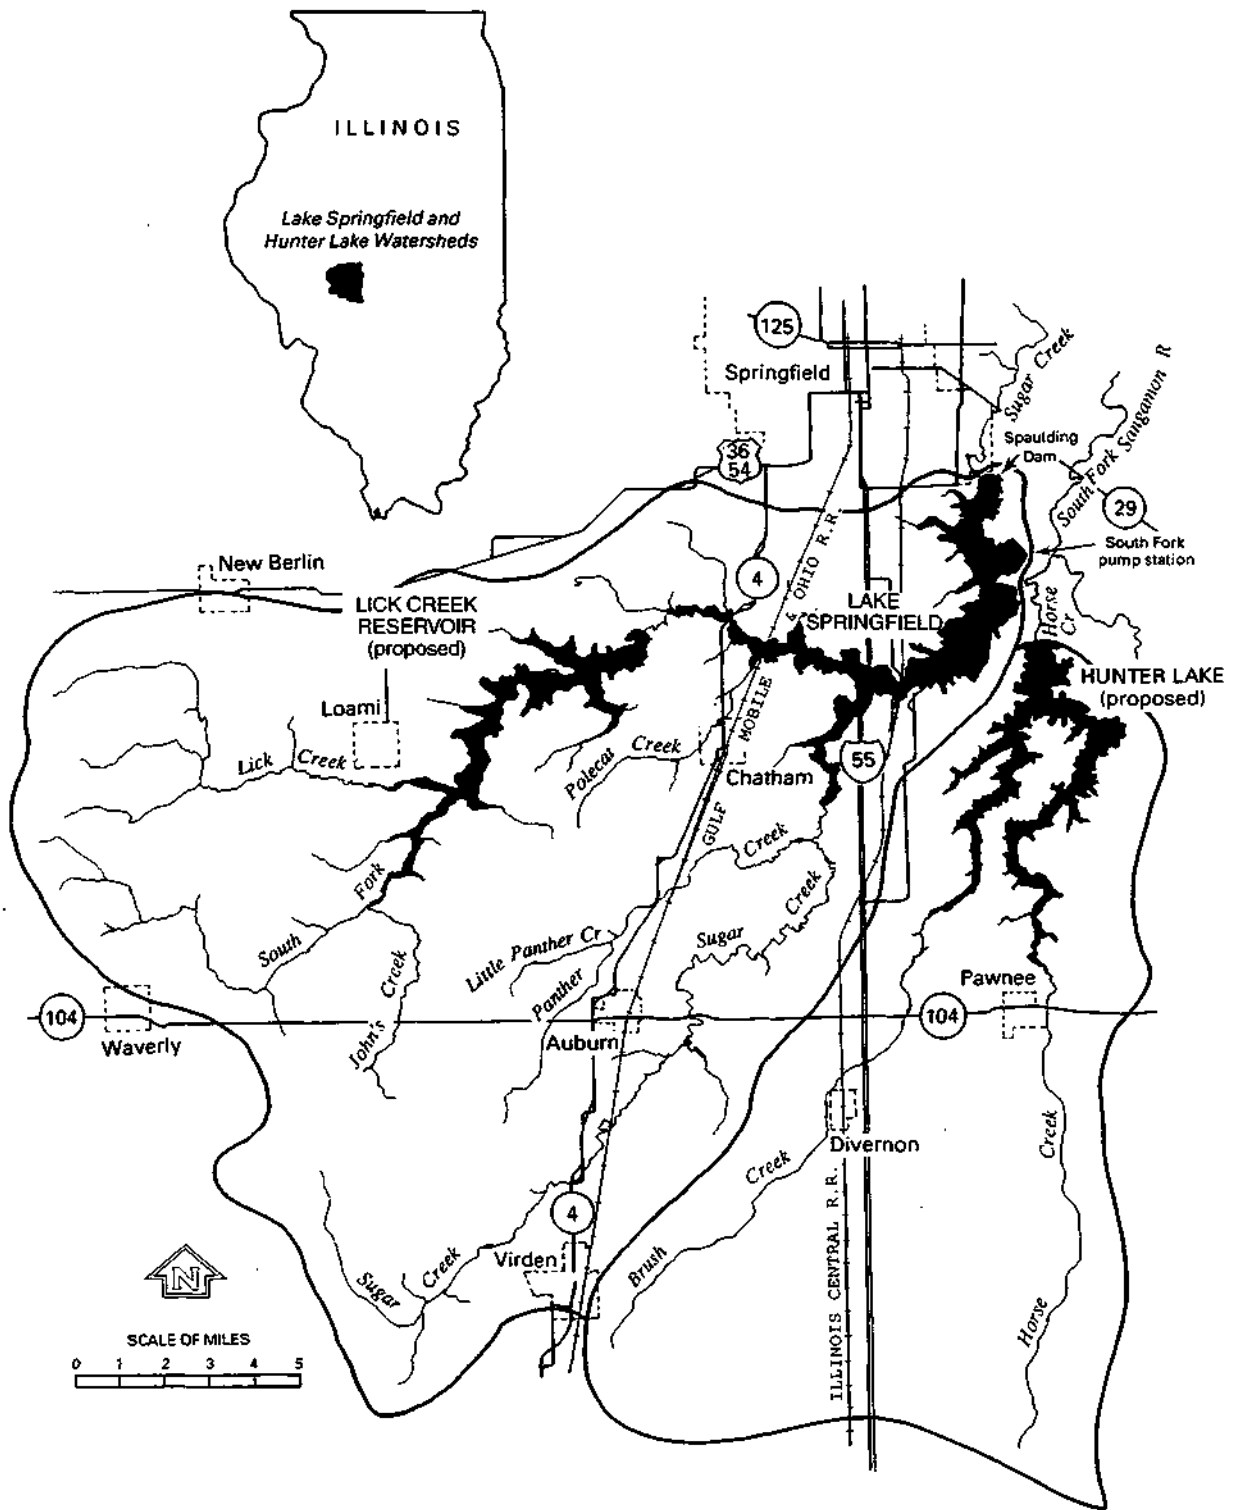 ILLINOIS
Lake Springfield and
Hunter Lake Watersheds
125
Springfield
Sugar Creek
South Fork Sangamon R
Spaulding
Dam
36
54
29
South Fork
pump station
New Berlin
4
LICK CREEK
RESERVOIR
(proposed)
LAKE
SPRINGFIELD
Horse
Cr
HUNTER LAKE
(proposed)
Loami
Lick Creek
Polecat Creek
GULF MOBILE & OHIO R.R.
Chatham
55
Creek
South Fork
Little Panther Cr
Panther
Sugar Creek
John's Creek
Pawnee
104
Waverly
Auburn
104
Divernon
Brush Creek
ILLINOIS CENTRAL R.R.
Horse Creek
4
Virden
Sugar Creek
N
SCALE OF MILES
0 1 2 3 4 5